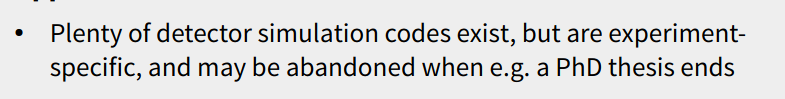 • Plenty of detector simulation codes exist, but are experiment-
specific, and may be abandoned when e.g. a PhD thesis ends